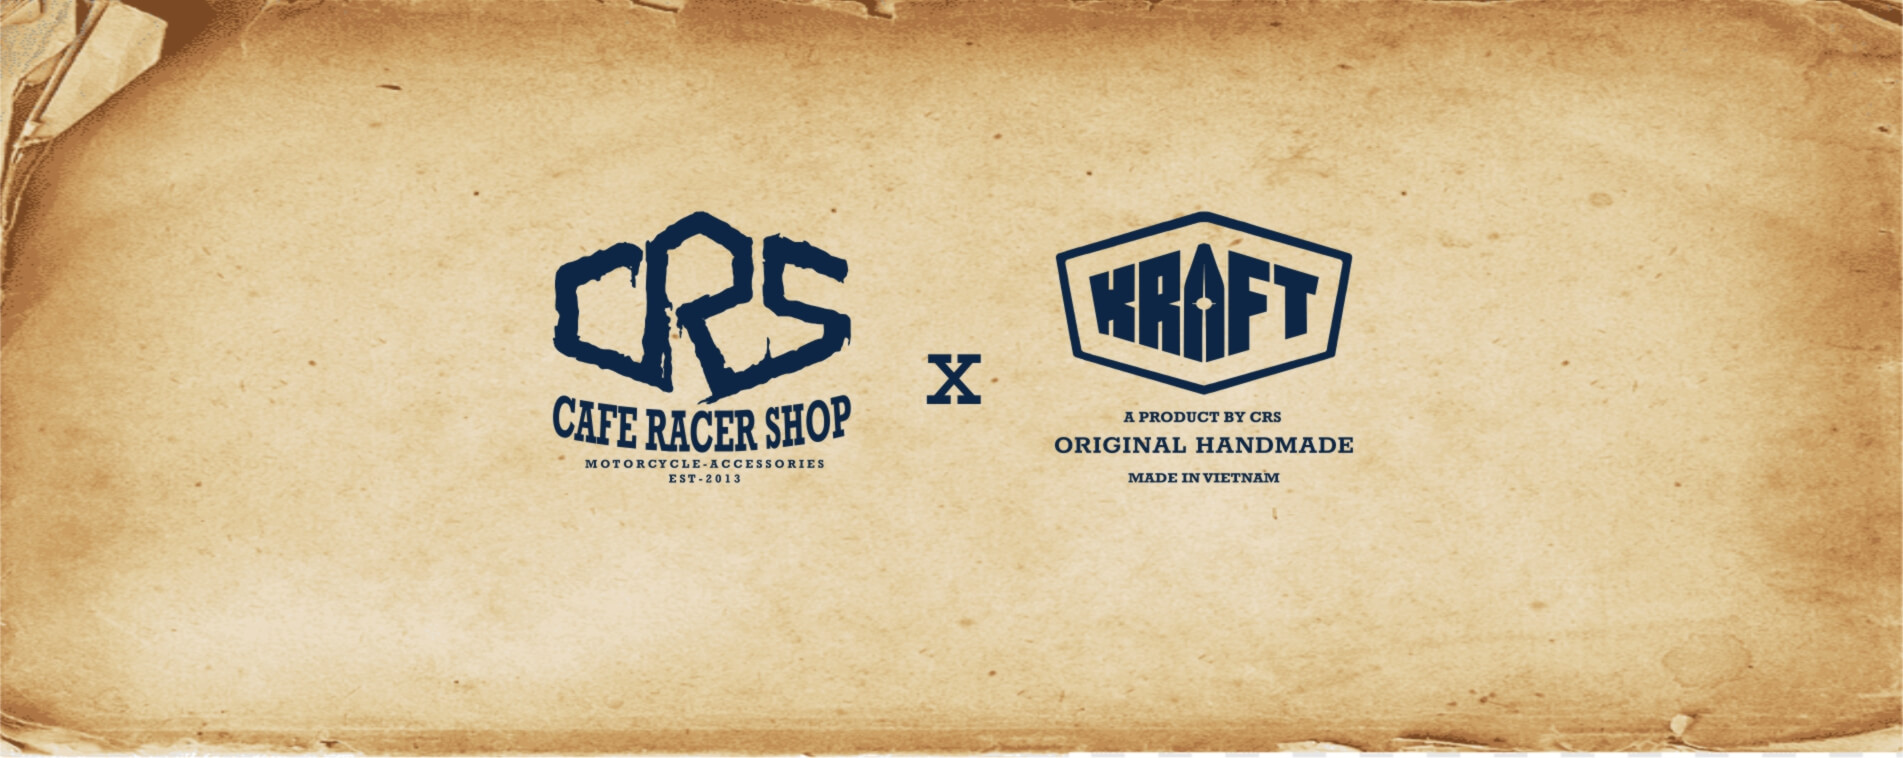 CRS
CAFE RACER SHOP
MOTORCYCLE-ACCESSORIES
EST-2013
X
KRAFT
A PRODUCT BY CRS
ORIGINAL HANDMADE
MADE IN VIETNAM